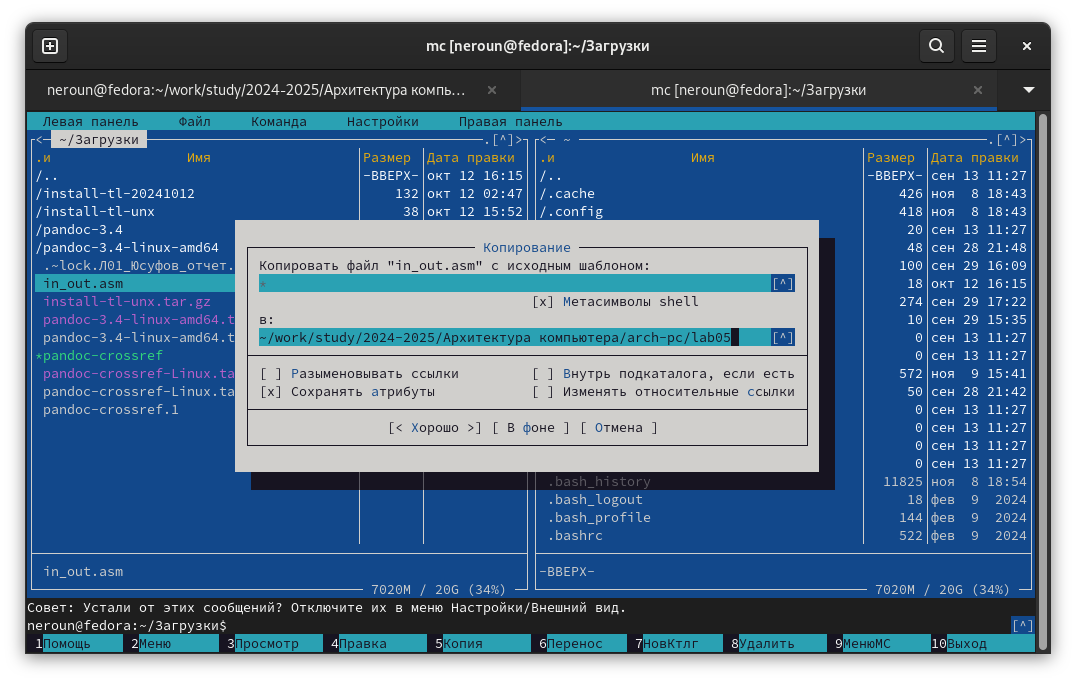 mc [neroun@fedora]:~/Загрузки
neroun@fedora:~/work/study/2024-2025/Архитектура компь… × mc [neroun@fedora]:~/Загрузки ×
Левая панель Файл Команда Настройки Правая панель
<─ ~/Загрузки .[^]> <─ ~ .[^]>
.и Имя Размер Дата правки .и Имя Размер Дата правки
/.. -ВВЕРХ- окт 12 16:15 /.. -ВВЕРХ- сен 13 11:27
/install-tl-20241012 132 окт 12 02:47 /.cache 426 ноя 8 18:43
/install-tl-unx 38 окт 12 15:52 /.config 418 ноя 8 18:43
/pandoc-3.4 20 сен 13 11:27
/pandoc-3.4-linux-amd64 Копирование 48 сен 28 21:48
.~lock.Л01_Юсуфов_отчет. Копировать файл "in_out.asm" с исходным шаблоном: 100 сен 29 16:09
in_out.asm * [^] 18 окт 12 16:15
install-tl-unx.tar.gz [x] Метасимволы shell 274 сен 29 17:22
pandoc-3.4-linux-amd64.t в: 10 сен 29 15:35
pandoc-3.4-linux-amd64.t ~/work/study/2024-2025/Архитектура компьютера/arch-pc/lab05 [^] 0 сен 13 11:27
*pandoc-crossref 0 сен 13 11:27
pandoc-crossref-Linux.ta [ ] Разыменовывать ссылки [ ] Внутрь подкаталога, если есть 572 ноя 9 15:41
pandoc-crossref-Linux.ta [x] Сохранять атрибуты [ ] Изменять относительные ссылки 50 сен 28 21:42
pandoc-crossref.1 0 сен 13 11:27
[< Хорошо >] [ В фоне ] [ Отмена ] 0 сен 13 11:27
0 сен 13 11:27
0 сен 13 11:27
.bash_history 11825 ноя 8 18:54
.bash_logout 18 фев 9 2024
.bash_profile 144 фев 9 2024
.bashrc 522 фев 9 2024
in_out.asm -ВВЕРХ-
7020M / 20G (34%) 7020M / 20G (34%)
Совет: Устали от этих сообщений? Отключите их в меню Настройки/Внешний вид.
neroun@fedora:~/Загрузки$ [^]
1Помощь 2Меню 3Просмотр 4Правка 5Копия 6Перенос 7НовКтлг 8Удалить 9МенюМС 10Выход